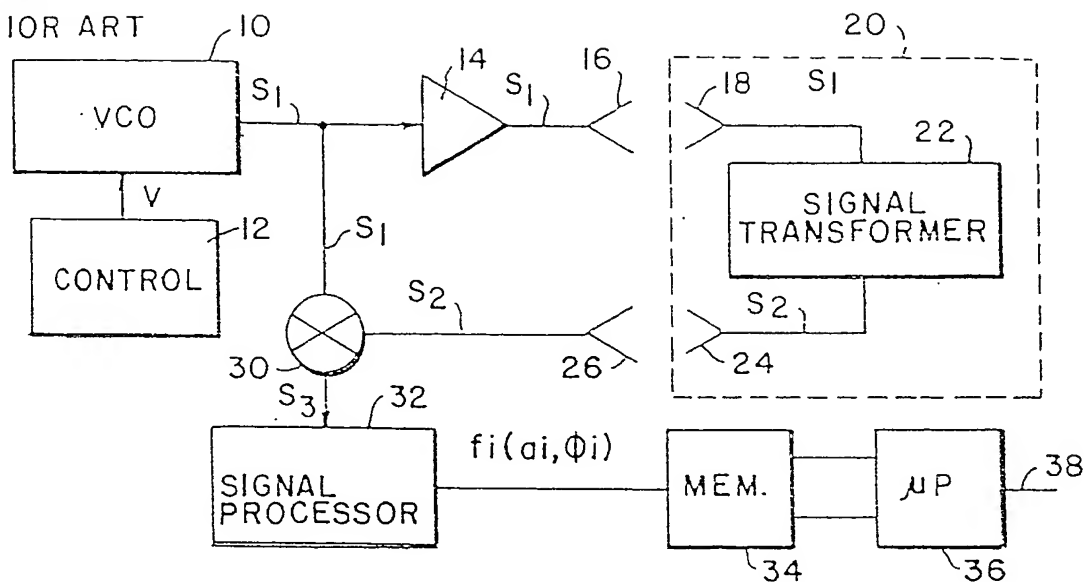 IOR ART
10
VCO
S1
14
S1
16
18
20
S1
22
SIGNAL
TRANSFORMER
V
12
CONTROL
S1
S2
S2
30
26
24
S3
32
SIGNAL
PROCESSOR
fi(ai,Φi)
MEM.
34
μP
36
38